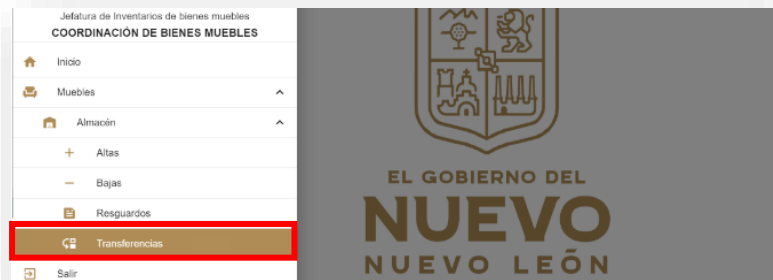 Jefatura de Inventarios de bienes muebles
COORDINACIÓN DE BIENES MUEBLES
Inicio
Muebles
Almacén
Altas
Bajas
Resguardos
Transferencias
Salir
EL GOBIERNO DEL
NUEVO
NUEVO LEÓN